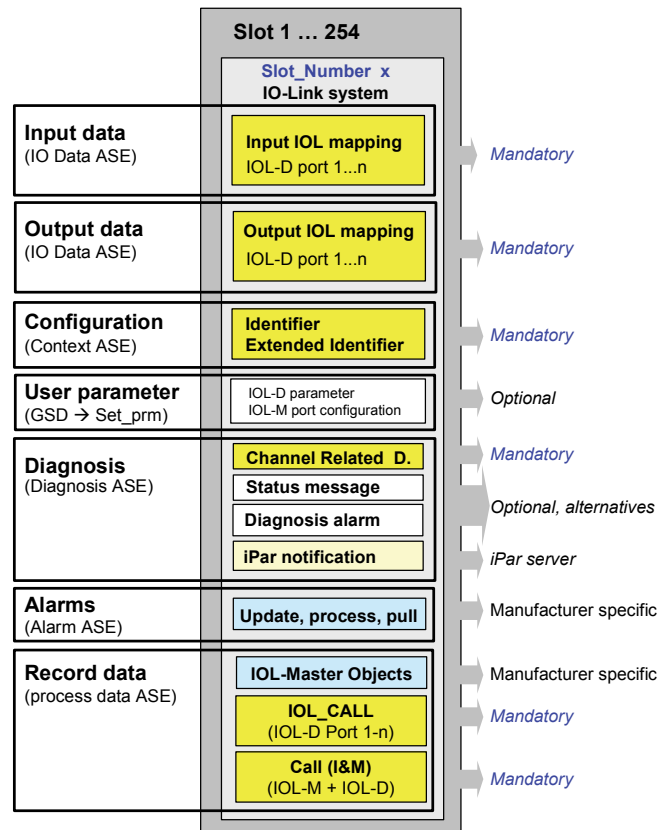 Slot 1 … 254
Slot_Number x
IO-Link system
Input data
(IO Data ASE)
Input IOL mapping
IOL-D port 1...n
Mandatory
Output data
(IO Data ASE)
Output IOL mapping
IOL-D port 1...n
Mandatory
Configuration
(Context ASE)
Identifier
Extended Identifier
Mandatory
User parameter
(GSD → Set_prm)
IOL-D parameter
IOL-M port configuration
Optional
Diagnosis
(Diagnosis ASE)
Channel Related D.
Mandatory
Status message
Diagnosis alarm
Optional, alternatives
iPar notification
iPar server
Alarms
(Alarm ASE)
Update, process, pull
Manufacturer specific
Record data
(process data ASE)
IOL-Master Objects
Manufacturer specific
IOL_CALL
(IOL-D Port 1-n)
Mandatory
Call (I&M)
(IOL-M + IOL-D)
Mandatory